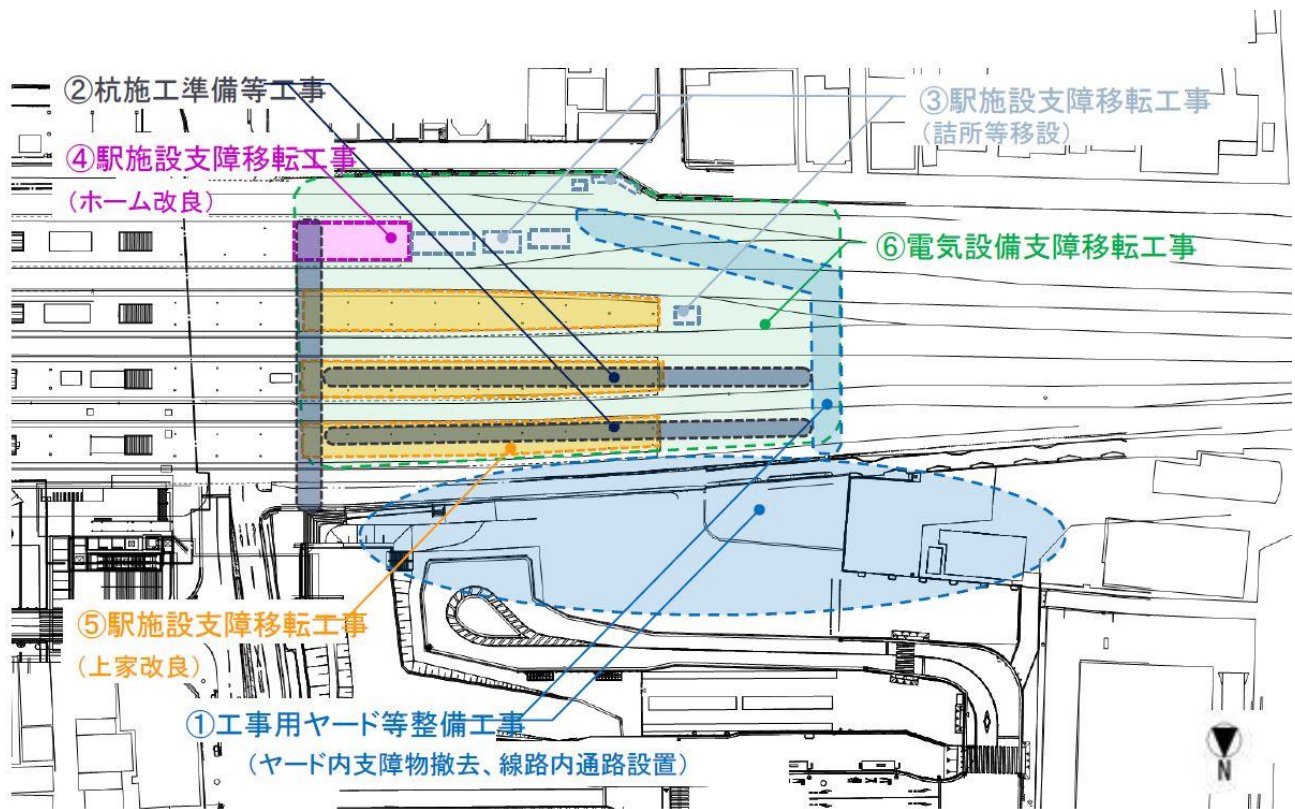 ②杭施工準備等工事
③駅施設支障移転工事
(詰所等移設)
④駅施設支障移転工事
(ホーム改良)
⑥電気設備支障移転工事
⑤駅施設支障移転工事
(上家改良)
①工事用ヤード等整備工事
(ヤード内支障物撤去、線路内通路設置)
N